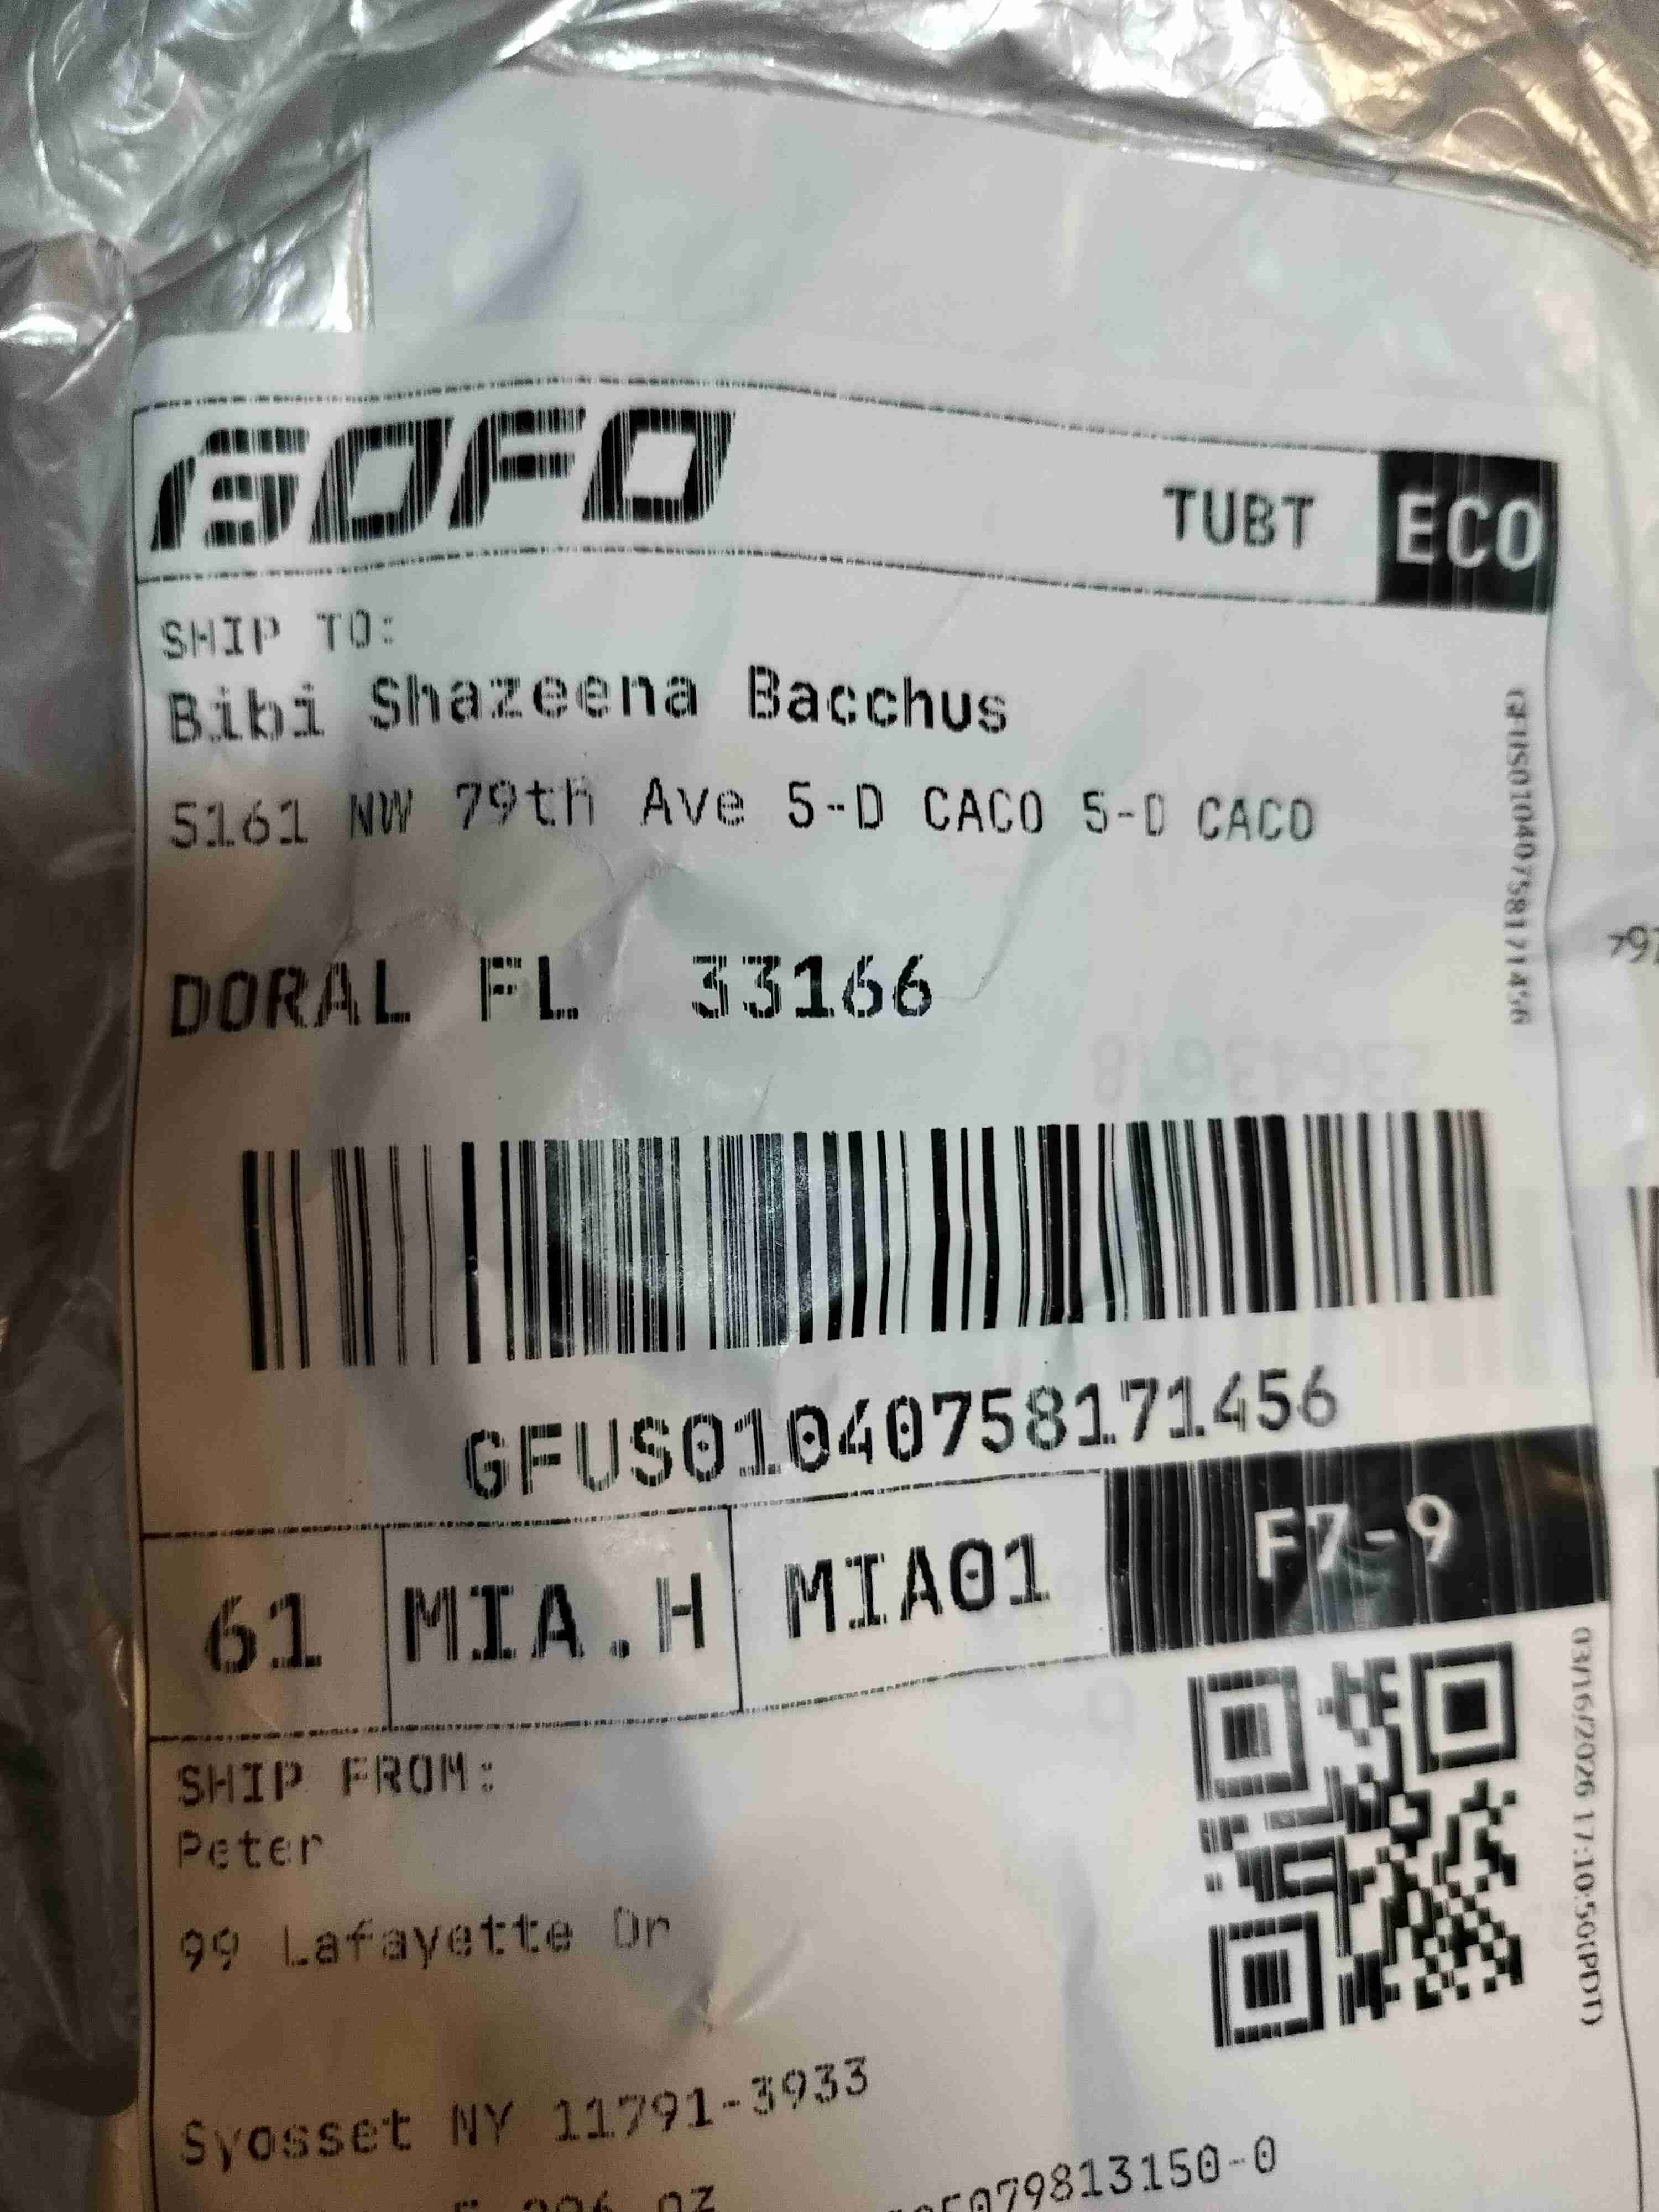 GOFO
TUBT ECO
SHIP TO:
Bibi Shazeena Bacchus
5161 NW 79th Ave 5-D CACO 5-D CACO
DORAL FL 33166
GFUS01040758171456
GFUS01040758171456
61 MIA.H MIA01 F7-9
SHIP FROM:
Peter
99 Lafayette Dr
Syosset NY 11791-3933
03/16/2026 17:10:50(PDT)
079813150-0